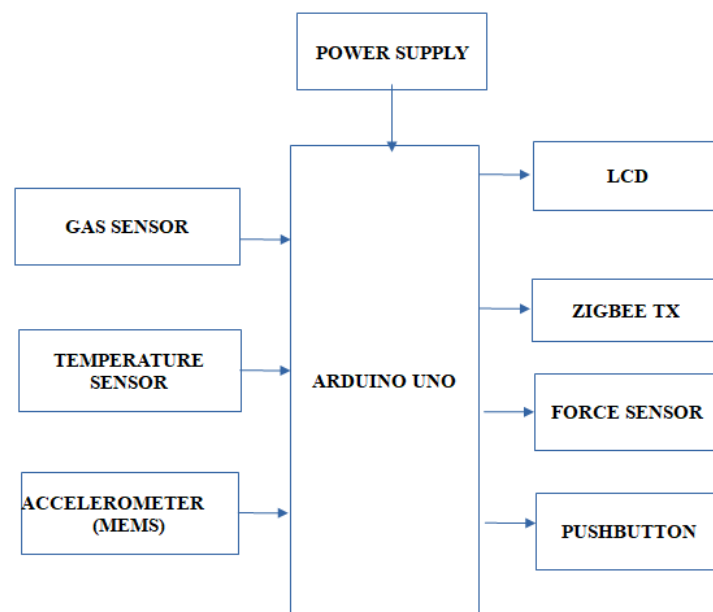 POWER SUPPLY
LCD
GAS SENSOR
ZIGBEE TX
TEMPERATURE
SENSOR
ARDUINO UNO
FORCE SENSOR
ACCELEROMETER
(MEMS)
PUSHBUTTON